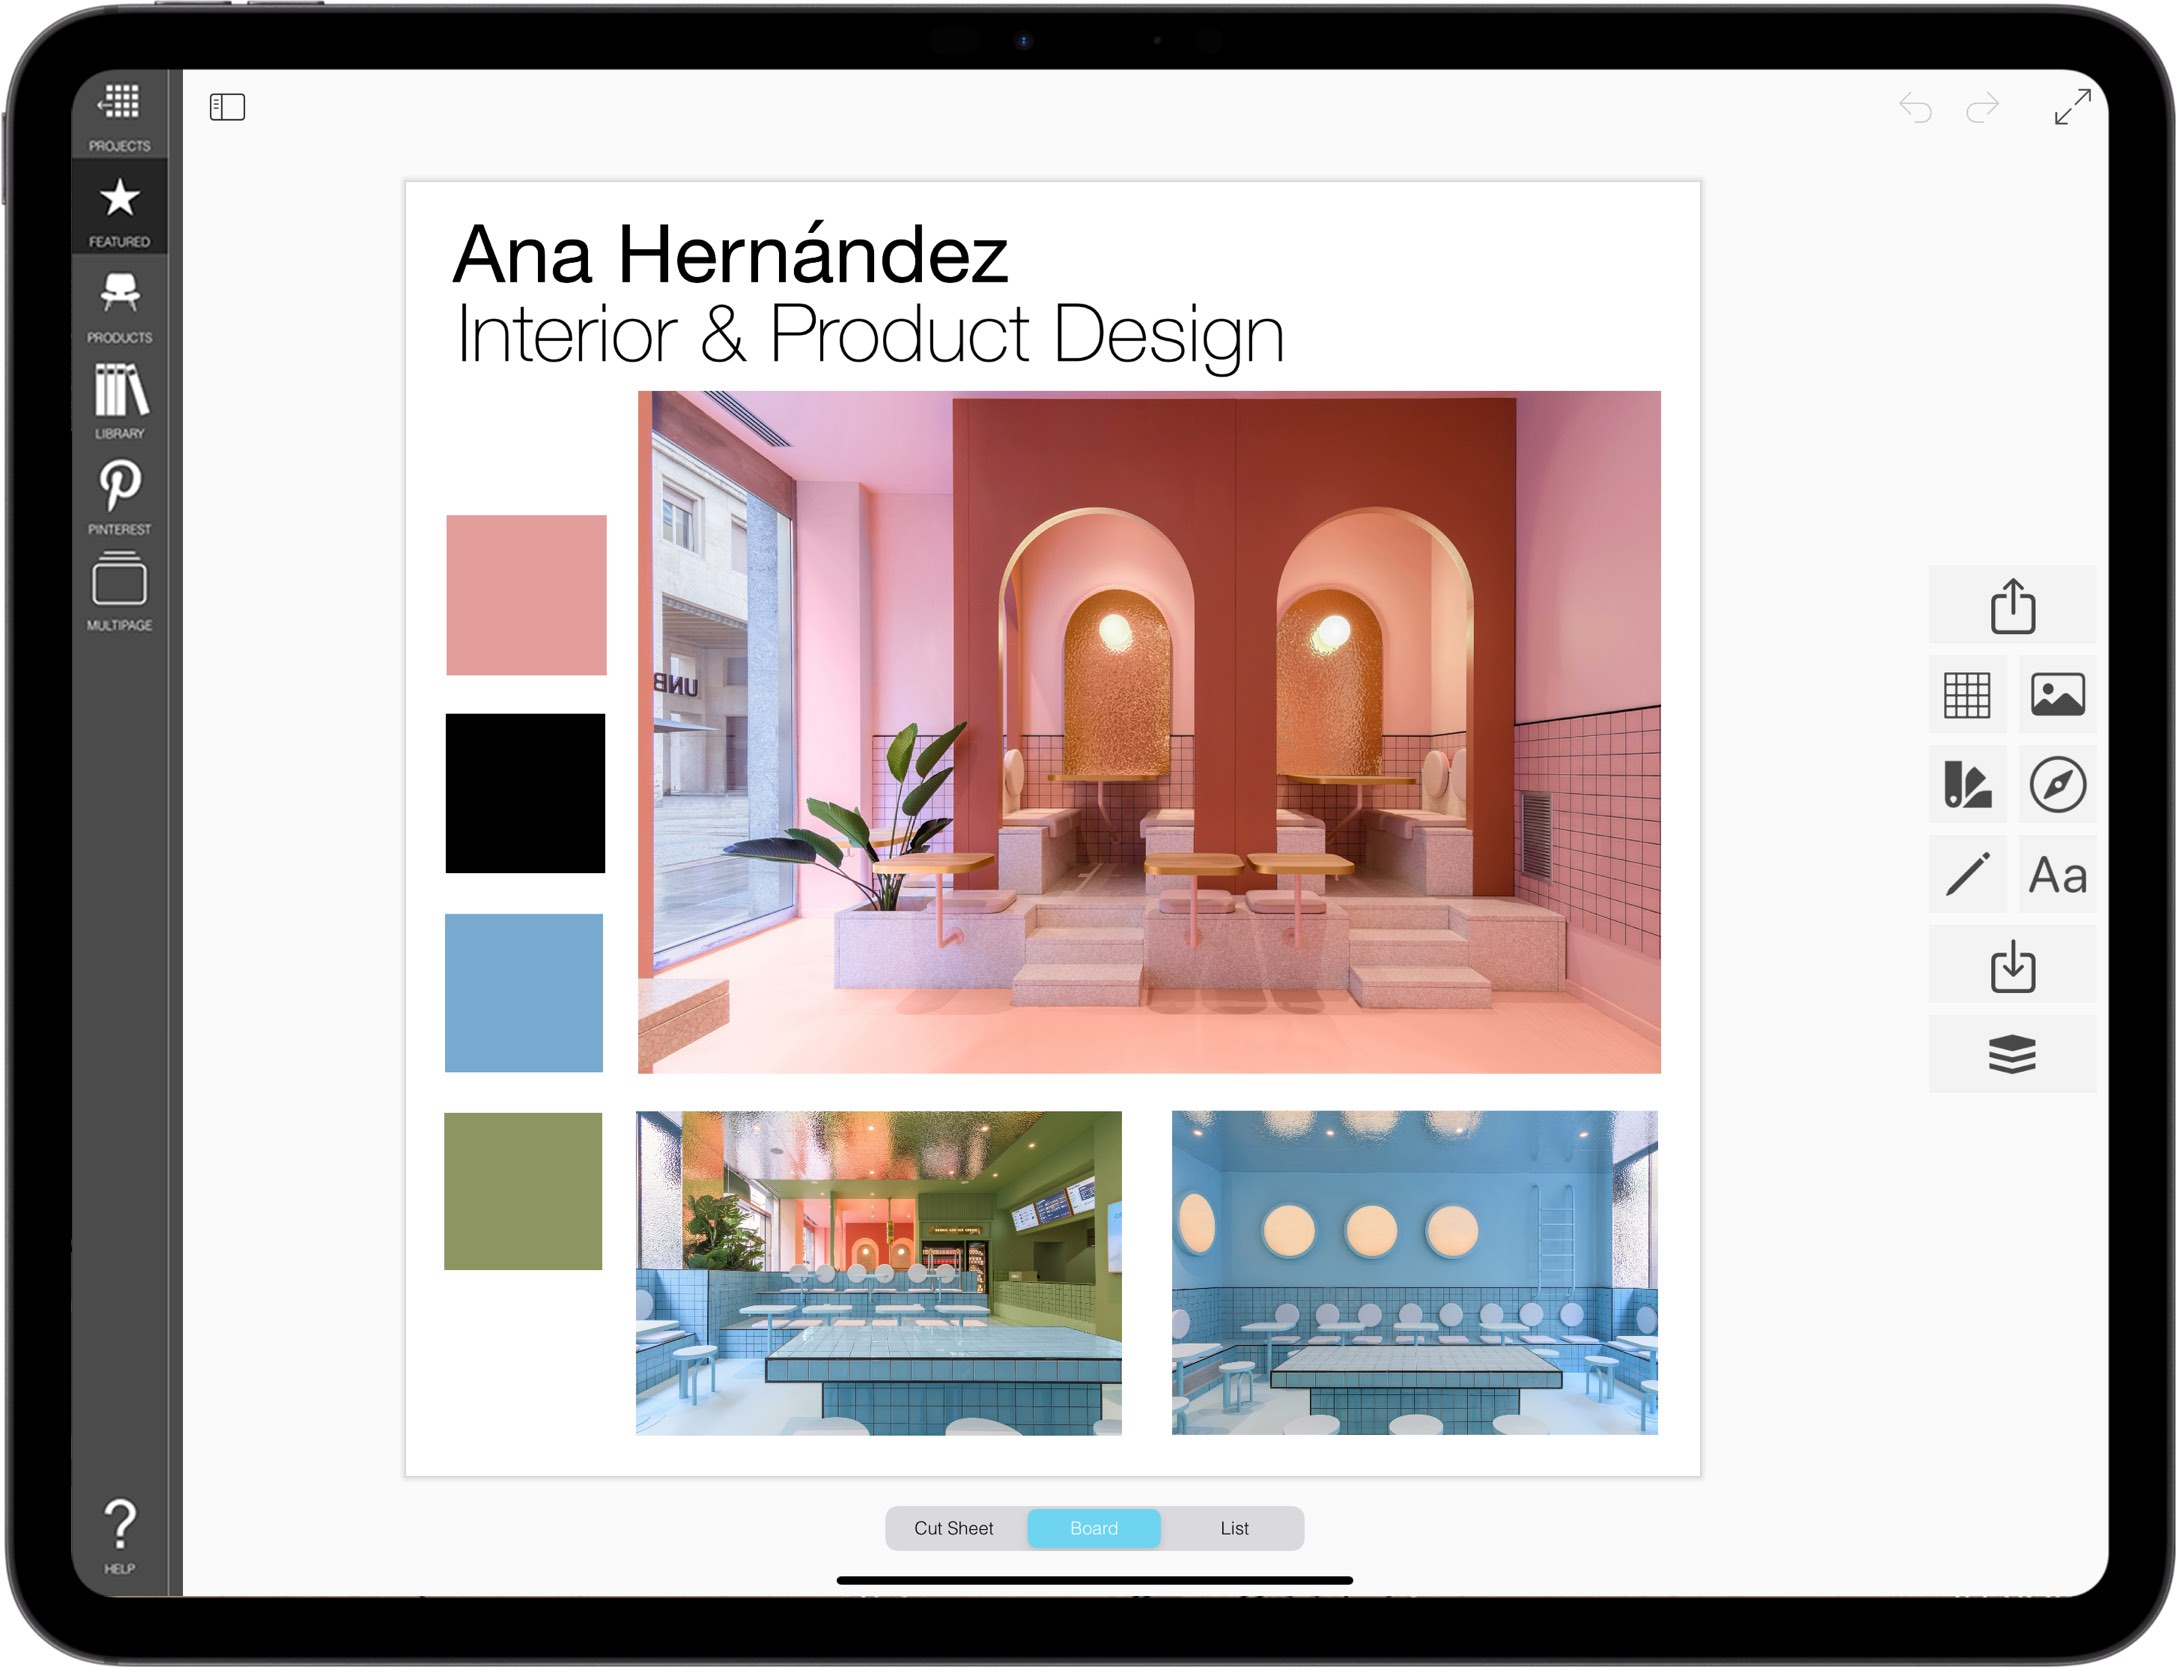 PROJECTS
FEATURED
PRODUCTS
LIBRARY
PINTEREST
MULTIPAGE
HELP
Ana Hernández
Interior & Product Design
UNB
Aa
Cut Sheet
Board
List